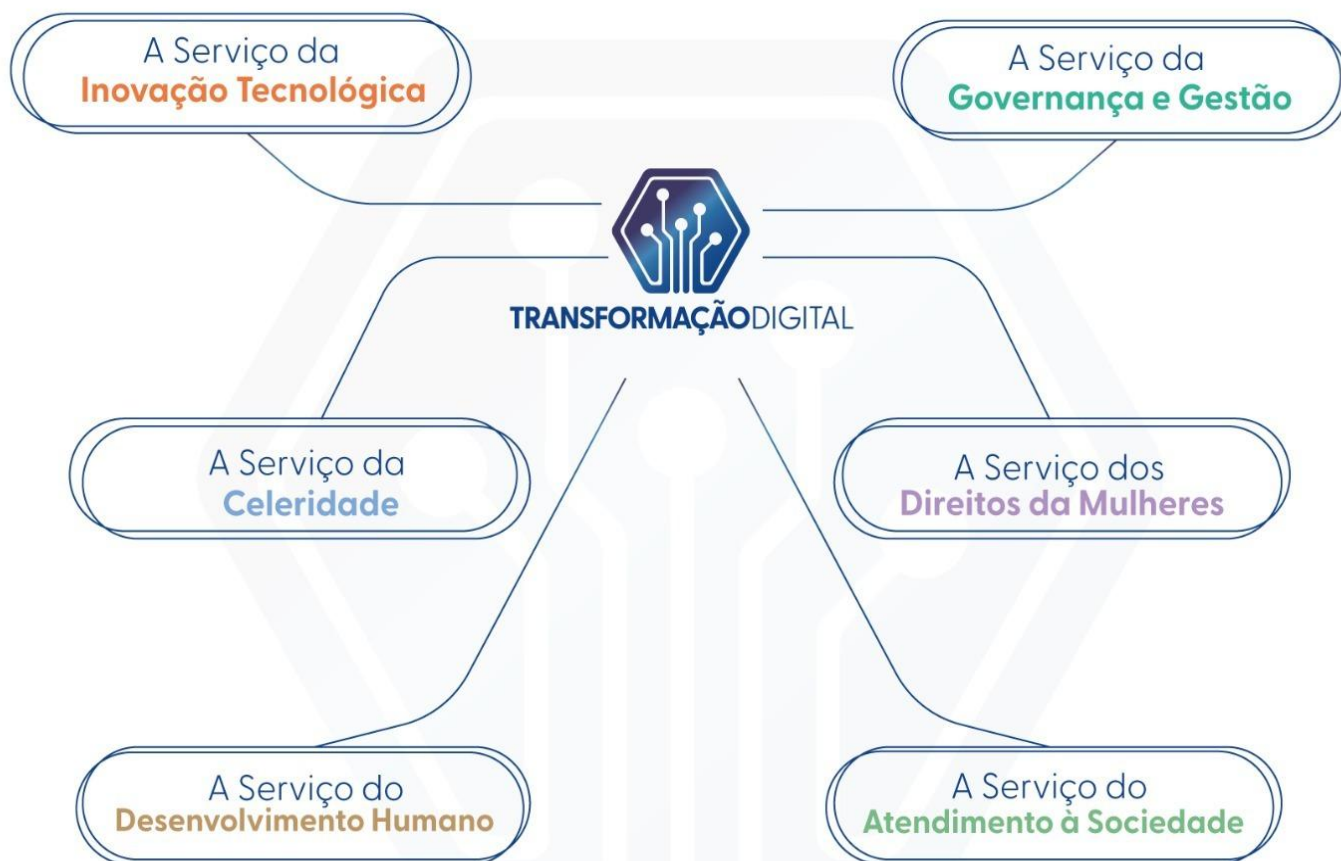 A Serviço da
Inovação Tecnológica
A Serviço da
Governança e Gestão
TRANSFORMAÇÃODIGITAL
A Serviço da
Celeridade
A Serviço dos
Direitos da Mulheres
A Serviço do
Desenvolvimento Humano
A Serviço do
Atendimento à Sociedade